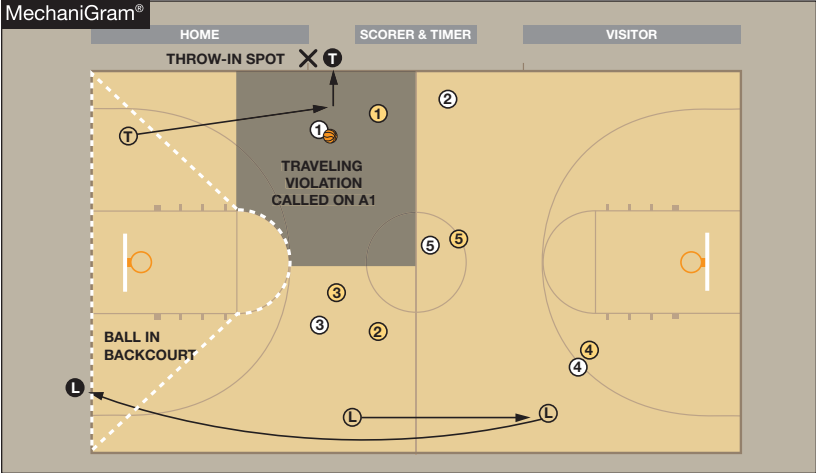 MechaniGram®
HOME
SCORER & TIMER
VISITOR
THROW-IN SPOT
T
2
1
T
1
TRAVELING
VIOLATION
CALLED ON A1
5
5
3
3
2
BALL IN
BACKCOURT
4
4
L
L
L